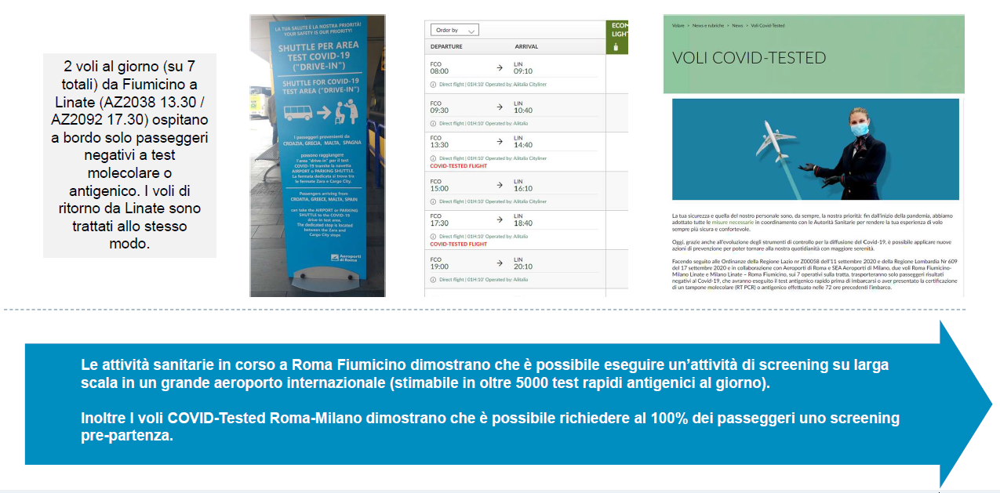 2 voli al giorno (su 7
totali) da Fiumicino a
Linate (AZ2038 13.30 /
AZ2092 17.30) ospitano
a bordo solo passeggeri
negativi a test
molecolare o
antigenico. I voli di
ritorno da Linate sono
trattati allo stesso
modo.
LA TUA SALUTE È LA NOSTRA PRIORITÀ!
YOUR SAFETY IS OUR PRIORITY!
SHUTTLE PER AREA
TEST COVID-19
("DRIVE-IN")
SHUTTLE FOR COVID-19
TEST AREA ("DRIVE-IN")
I passeggeri provenienti da
CROAZIA, GRECIA, MALTA, SPAGNA
possono raggiungere
l'area "drive-in" per il test
COVID-19 tramite la navetta
AIRPORT o PARKING SHUTTLE.
La fermata dedicata si trova tra
le fermate Zara e Cargo City.
Passengers arriving from
CROATIA, GREECE, MALTA, SPAIN
can take the AIRPORT or PARKING
SHUTTLE to the COVID-19
drive-in test area.
The dedicated stop is located
between the Zara and
Cargo City stops
Aeroporti
di Roma
Order by
ECON
LIGHT
DEPARTURE ARRIVAL
FCO → LIN
08:00 09:10
Direct flight | 01H:10' Operated by: Alitalia Cityliner
FCO → LIN
09:30 10:40
Direct flight | 01H:10' Operated by: Alitalia
FCO → LIN
13:30 14:40
Direct flight | 01H:10' Operated by: Alitalia Cityliner
COVID-TESTED FLIGHT
FCO → LIN
15:00 16:10
Direct flight | 01H:10' Operated by: Alitalia Cityliner
FCO → LIN
17:30 18:40
Direct flight | 01H:10' Operated by: Alitalia
COVID-TESTED FLIGHT
FCO → LIN
19:00 20:10
Direct flight | 01H:10' Operated by: Alitalia
Volare > News e rubriche > News > Voli Covid-Tested
VOLI COVID-TESTED
La tua sicurezza e quella del nostro personale sono, da sempre, la nostra priorità: fin dall'inizio della pandemia, abbiamo
adottato tutte le misure necessarie in coordinamento con le Autorità Sanitarie per rendere la tua esperienza di volo
sempre più sicura e confortevole.
Oggi, grazie anche all'evoluzione degli strumenti di controllo per la diffusione del Covid-19, è possibile applicare nuove
azioni di prevenzione per poter tornare alla nostra quotidianità con maggiore serenità.
Facendo seguito alle Ordinanze della Regione Lazio nr Z00058 dell'11 settembre 2020 e della Regione Lombardia Nr 609
del 17 settembre 2020 e in collaborazione con Aeroporti di Roma e SEA Aeroporti di Milano, due voli Roma Fiumicino-
Milano Linate e Milano Linate – Roma Fiumicino, sui 7 operativi sulla tratta, trasporteranno solo passeggeri risultati
negativi al Covid-19, che avranno eseguito il test antigenico rapido prima di imbarcarsi o aver presentato la certificazione
di un tampone molecolare (RT PCR) o antigenico effettuato nelle 72 ore precedenti l'imbarco.
Le attività sanitarie in corso a Roma Fiumicino dimostrano che è possibile eseguire un'attività di screening su larga
scala in un grande aeroporto internazionale (stimabile in oltre 5000 test rapidi antigenici al giorno).
Inoltre I voli COVID-Tested Roma-Milano dimostrano che è possibile richiedere al 100% dei passeggeri uno screening
pre-partenza.